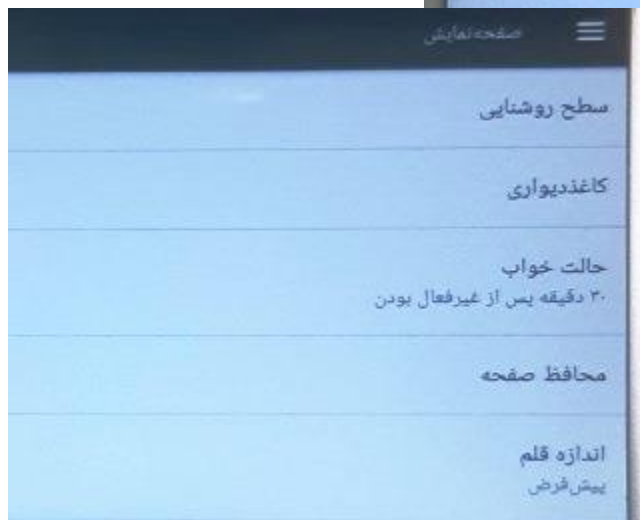 صفحه‌نمایش
سطح روشنایی
کاغذدیواری
حالت خواب
۳۰ دقیقه پس از غیرفعال بودن
محافظ صفحه
اندازه قلم
پیش‌فرض